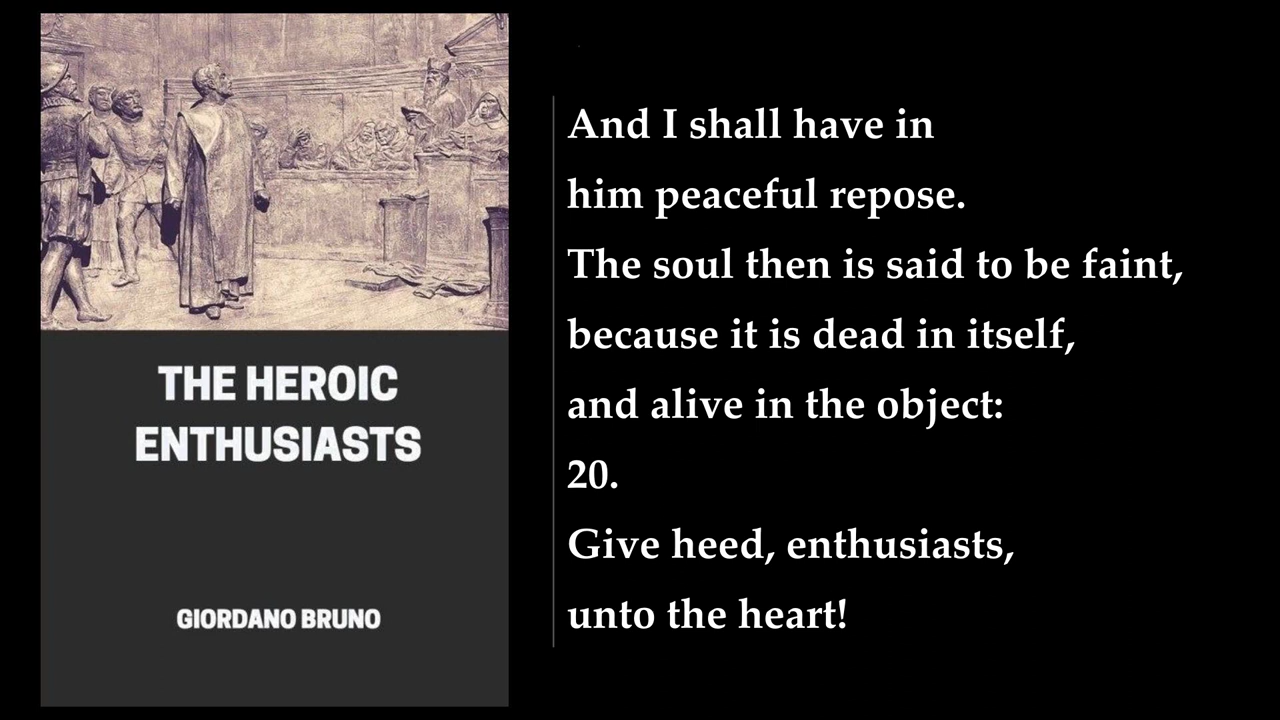 THE HEROIC
ENTHUSIASTS
GIORDANO BRUNO
And I shall have in
him peaceful repose.
The soul then is said to be faint,
because it is dead in itself,
and alive in the object:
20.
Give heed, enthusiasts,
unto the heart!